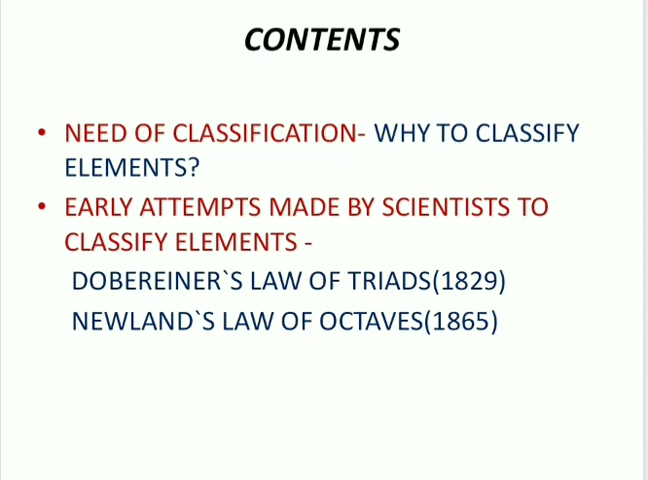 CONTENTS
• NEED OF CLASSIFICATION- WHY TO CLASSIFY
ELEMENTS?
• EARLY ATTEMPTS MADE BY SCIENTISTS TO
CLASSIFY ELEMENTS -
DOBEREINER`S LAW OF TRIADS(1829)
NEWLAND`S LAW OF OCTAVES(1865)